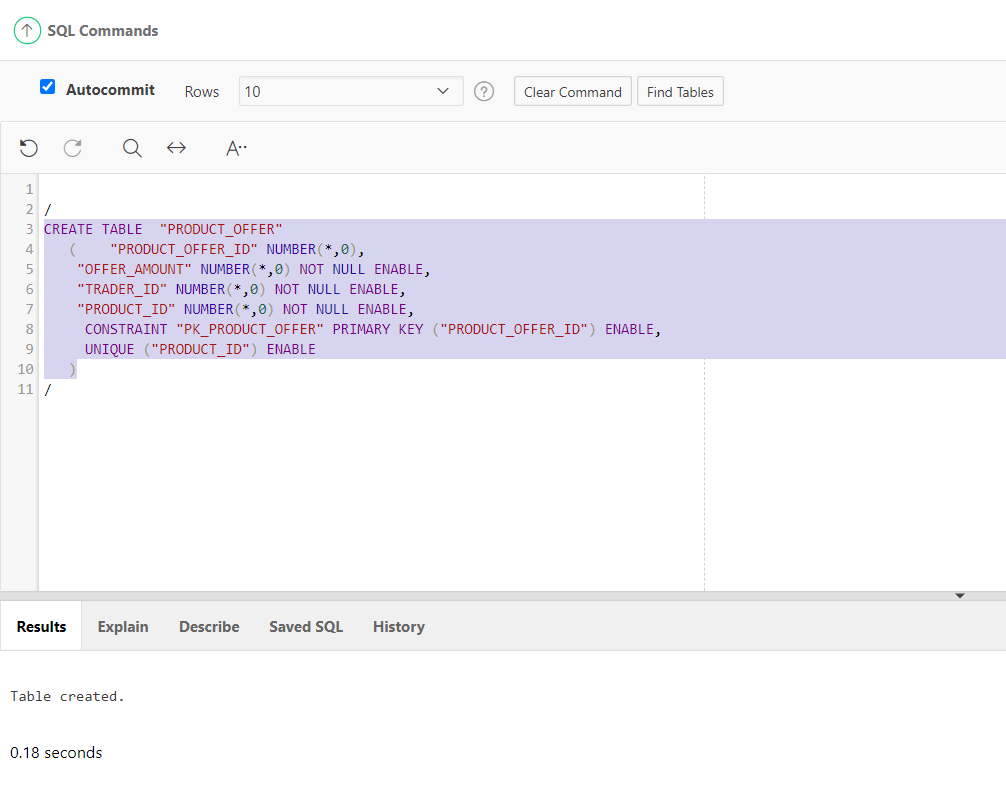 SQL Commands
Autocommit Rows 10 ? Clear Command Find Tables
A··
1
2 /
3 CREATE TABLE  "PRODUCT_OFFER"
4    (    "PRODUCT_OFFER_ID" NUMBER(*,0),
5     "OFFER_AMOUNT" NUMBER(*,0) NOT NULL ENABLE,
6     "TRADER_ID" NUMBER(*,0) NOT NULL ENABLE,
7     "PRODUCT_ID" NUMBER(*,0) NOT NULL ENABLE,
8      CONSTRAINT "PK_PRODUCT_OFFER" PRIMARY KEY ("PRODUCT_OFFER_ID") ENABLE,
9      UNIQUE ("PRODUCT_ID") ENABLE
10    )
11 /
Results Explain Describe Saved SQL History
Table created.
0.18 seconds